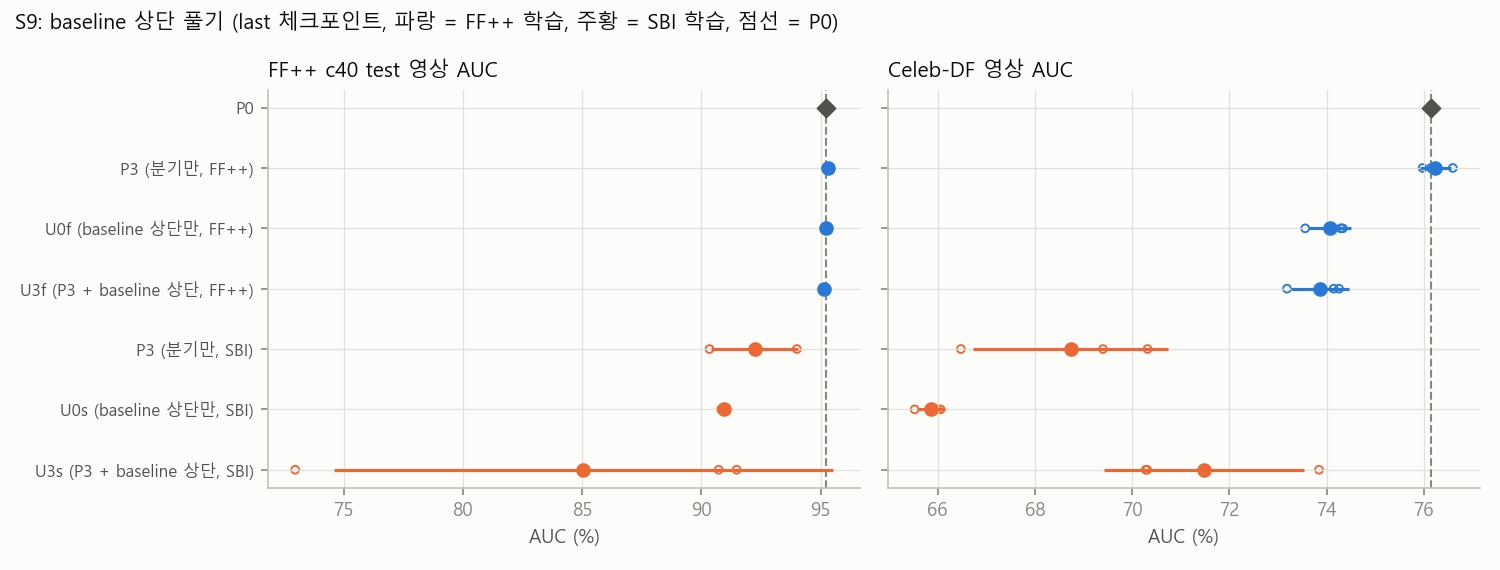 S9: baseline 상단 풀기 (last 체크포인트, 파랑 = FF++ 학습, 주황 = SBI 학습, 점선 = P0)
FF++ c40 test 영상 AUC
P0
P3 (분기만, FF++)
U0f (baseline 상단만, FF++)
U3f (P3 + baseline 상단, FF++)
P3 (분기만, SBI)
U0s (baseline 상단만, SBI)
U3s (P3 + baseline 상단, SBI)
75 80 85 90 95
AUC (%)
Celeb-DF 영상 AUC
66 68 70 72 74 76
AUC (%)